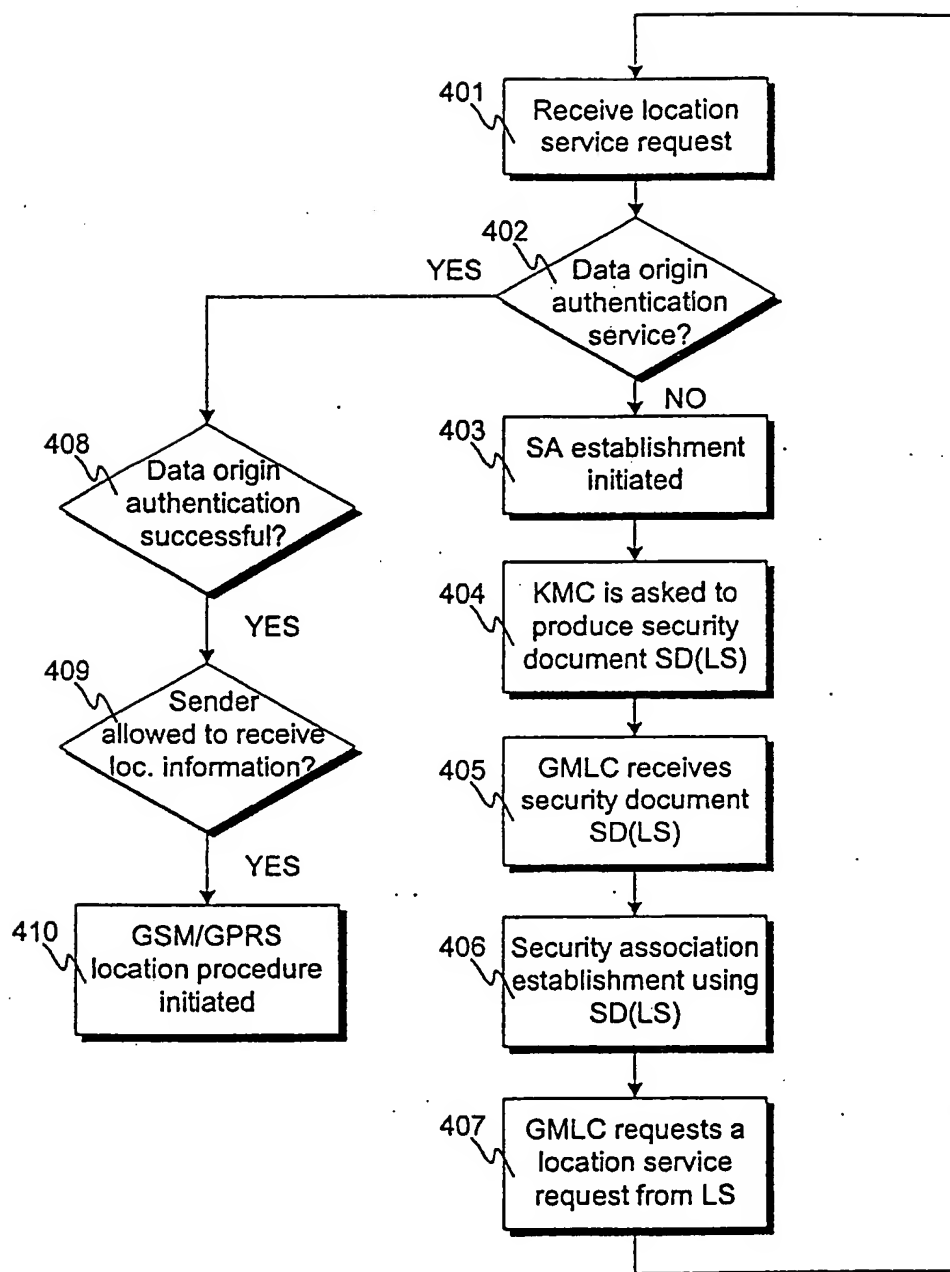 401
Receive location
service request
402
YES
Data origin
authentication
service?
NO
403
SA establishment
initiated
404
KMC is asked to
produce security
document SD(LS)
405
GMLC receives
security document
SD(LS)
406
Security association
establishment using
SD(LS)
407
GMLC requests a
location service
request from LS
408
Data origin
authentication
successful?
YES
409
Sender
allowed to receive
loc. information?
YES
410
GSM/GPRS
location procedure
initiated